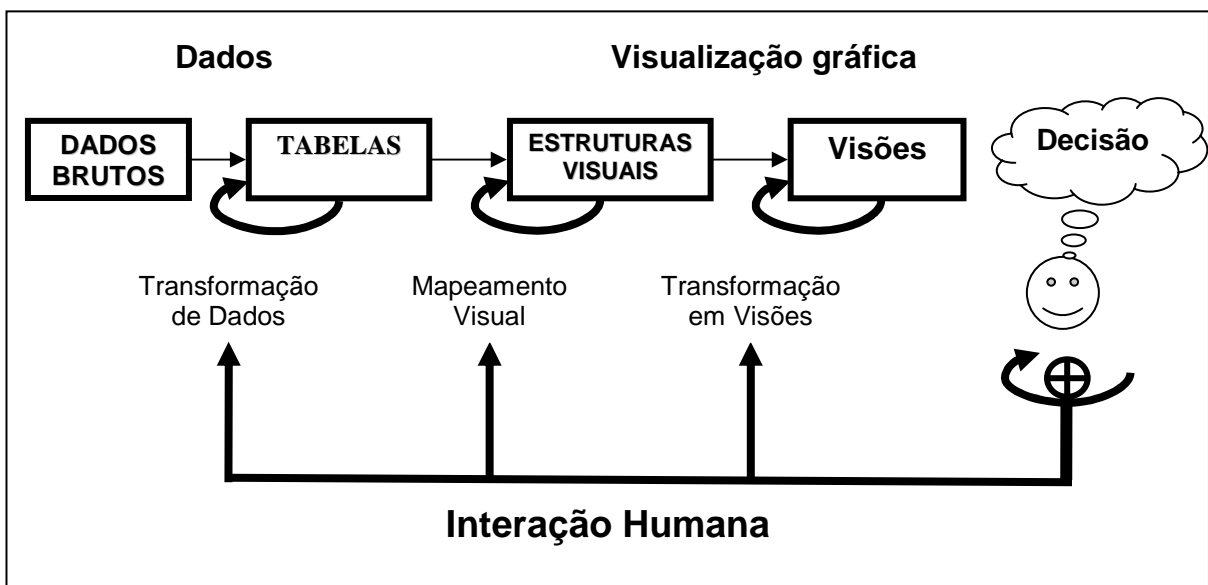 Dados
Visualização gráfica
DADOS
BRUTOS
TABELAS
ESTRUTURAS
VISUAIS
Visões
Decisão
Transformação
de Dados
Mapeamento
Visual
Transformação
em Visões
Interação Humana